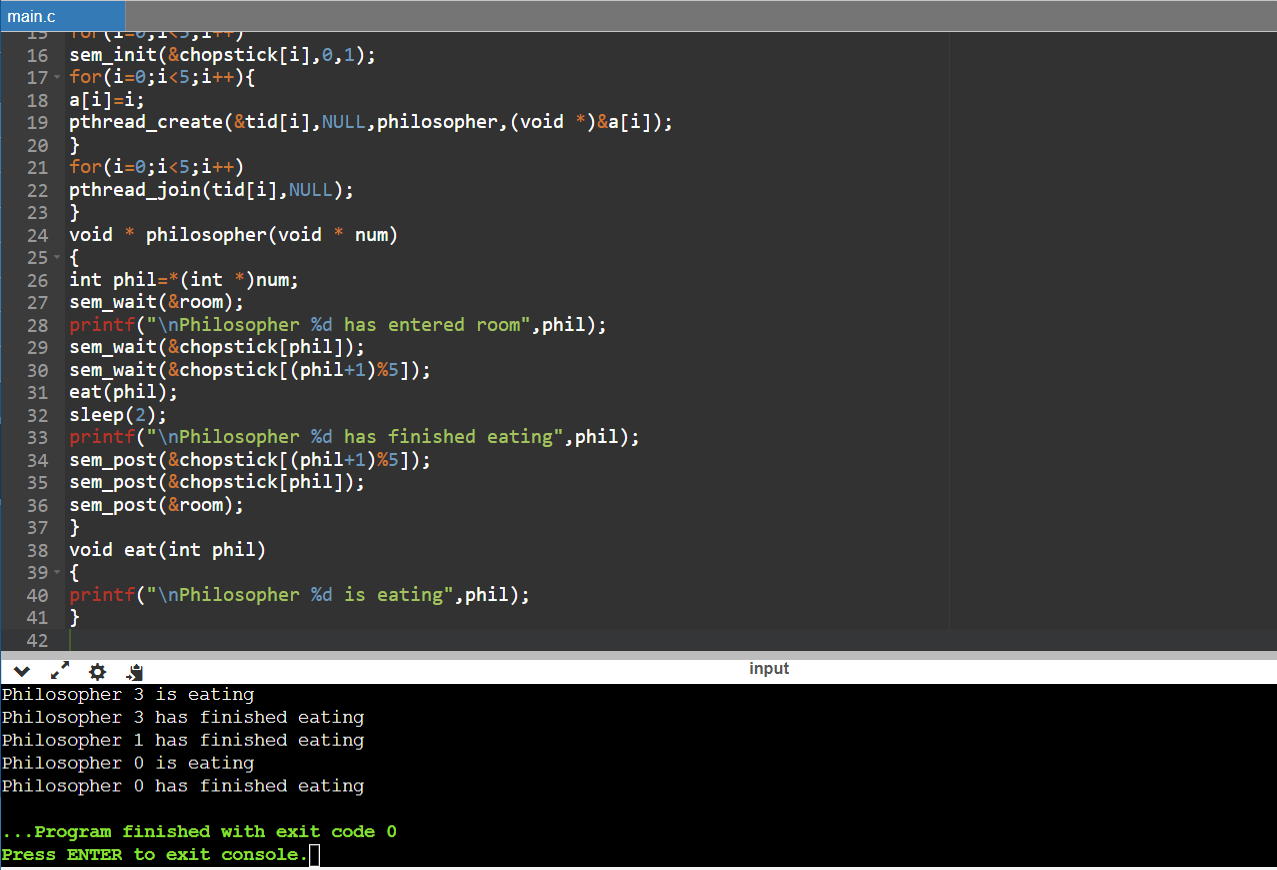 main.c
15 for(i=0;i<5;i++)
16 sem_init(&chopstick[i],0,1);
17 for(i=0;i<5;i++){
18 a[i]=i;
19 pthread_create(&tid[i],NULL,philosopher,(void *)&a[i]);
20 }
21 for(i=0;i<5;i++)
22 pthread_join(tid[i],NULL);
23 }
24 void * philosopher(void * num)
25 {
26 int phil=*(int *)num;
27 sem_wait(&room);
28 printf("\nPhilosopher %d has entered room",phil);
29 sem_wait(&chopstick[phil]);
30 sem_wait(&chopstick[(phil+1)%5]);
31 eat(phil);
32 sleep(2);
33 printf("\nPhilosopher %d has finished eating",phil);
34 sem_post(&chopstick[(phil+1)%5]);
35 sem_post(&chopstick[phil]);
36 sem_post(&room);
37 }
38 void eat(int phil)
39 {
40 printf("\nPhilosopher %d is eating",phil);
41 }
42
input
Philosopher 3 is eating
Philosopher 3 has finished eating
Philosopher 1 has finished eating
Philosopher 0 is eating
Philosopher 0 has finished eating
...Program finished with exit code 0
Press ENTER to exit console.